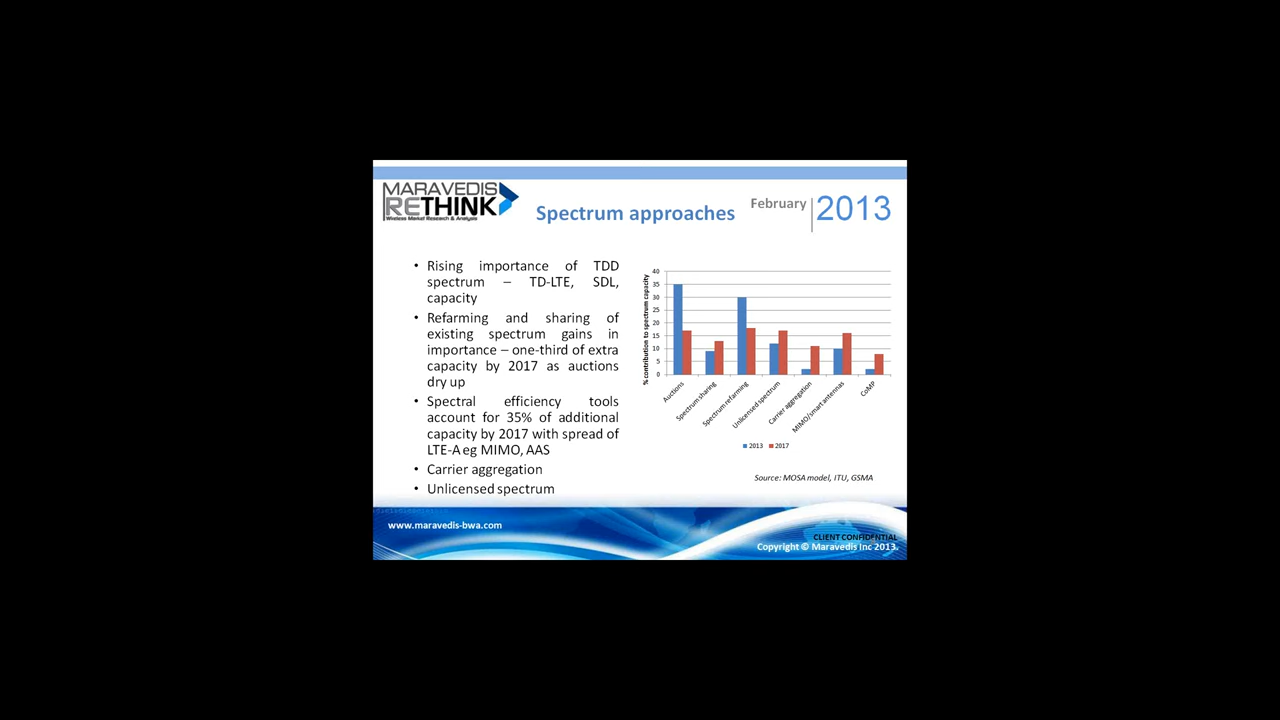 MARAVEDIS
RETHINK
Wireless Market Research & Analysis
Spectrum approaches
February
2013
• Rising importance of TDD
spectrum – TD-LTE, SDL,
capacity
• Refarming and sharing of
existing spectrum gains in
importance – one-third of extra
capacity by 2017 as auctions
dry up
• Spectral efficiency tools
account for 35% of additional
capacity by 2017 with spread of
LTE-A eg MIMO, AAS
• Carrier aggregation
• Unlicensed spectrum
% contribution to spectrum capacity
40
35
30
25
20
15
10
5
0
Auctions
Spectrum sharing
Spectrum refarming
Unlicensed spectrum
Carrier aggregation
MIMO/smart antennas
CoMP
2013 2017
Source: MOSA model, ITU, GSMA
www.maravedis-bwa.com
CLIENT CONFIDENTIAL
Copyright © Maravedis Inc 2013.